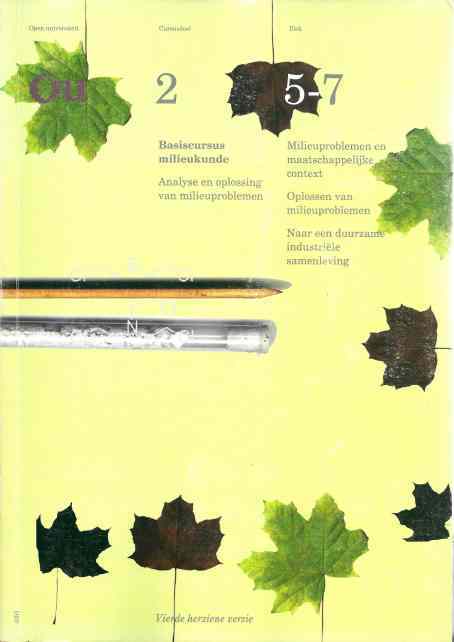 Open universiteit
Cursusdeel
Blok
Ou
2
5-7
Basiscursus
milieukunde
Analyse en oplossing
van milieuproblemen
Milieuproblemen en
maatschappelijke
context
Oplossen van
milieuproblemen
Naar een duurzame
industriële
samenleving
N
Vierde herziene versie